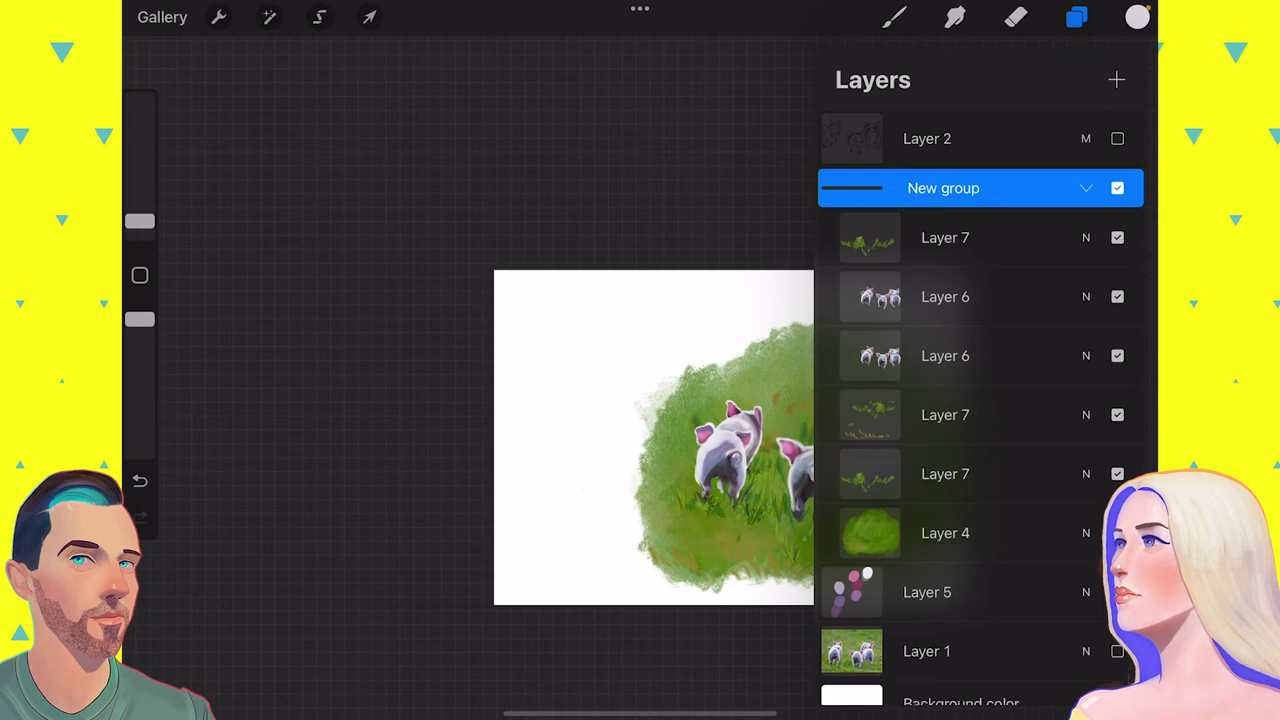 Gallery
Layers
Layer 2 M
New group
Layer 7 N
Layer 6 N
Layer 6 N
Layer 7 N
Layer 7 N
Layer 4 N
Layer 5 N
Layer 1 N
Background color